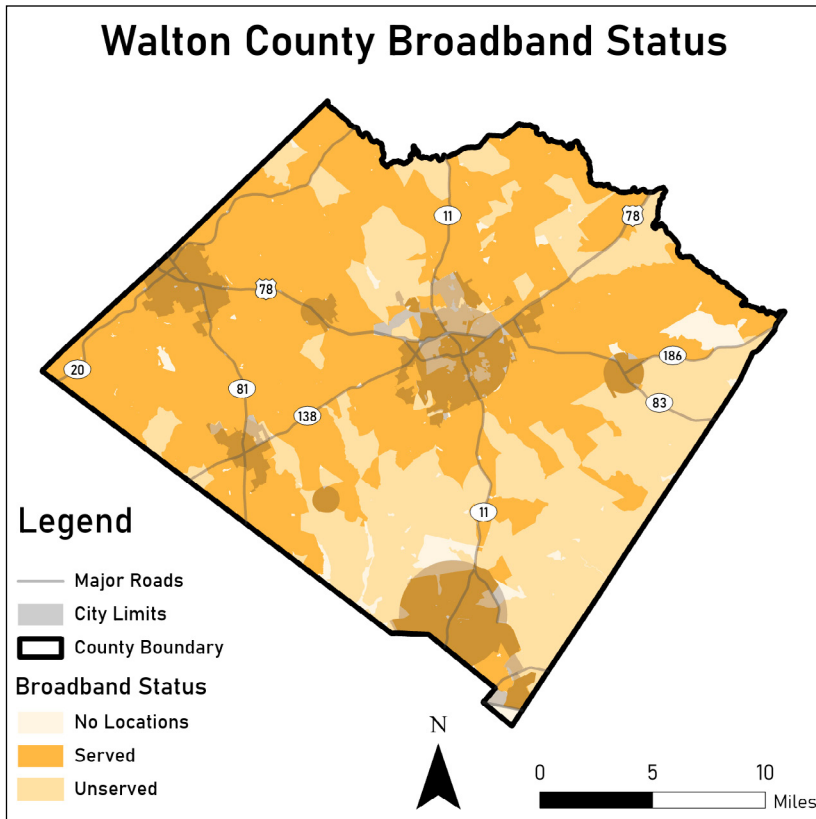 Walton County Broadband Status
11
78
78
186
20
81
83
138
11
Legend
Major Roads
City Limits
County Boundary
Broadband Status
No Locations
Served
Unserved
N
0 5 10
Miles